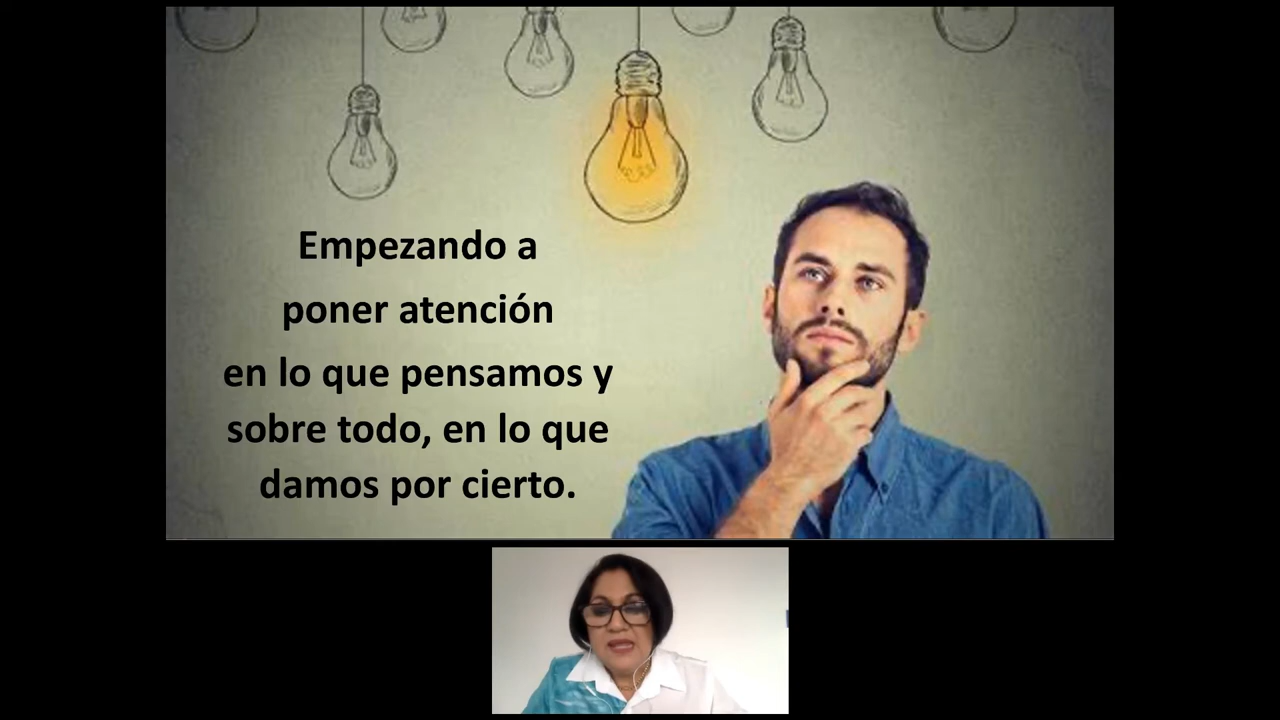 Empezando a
poner atención
en lo que pensamos y
sobre todo, en lo que
damos por cierto.